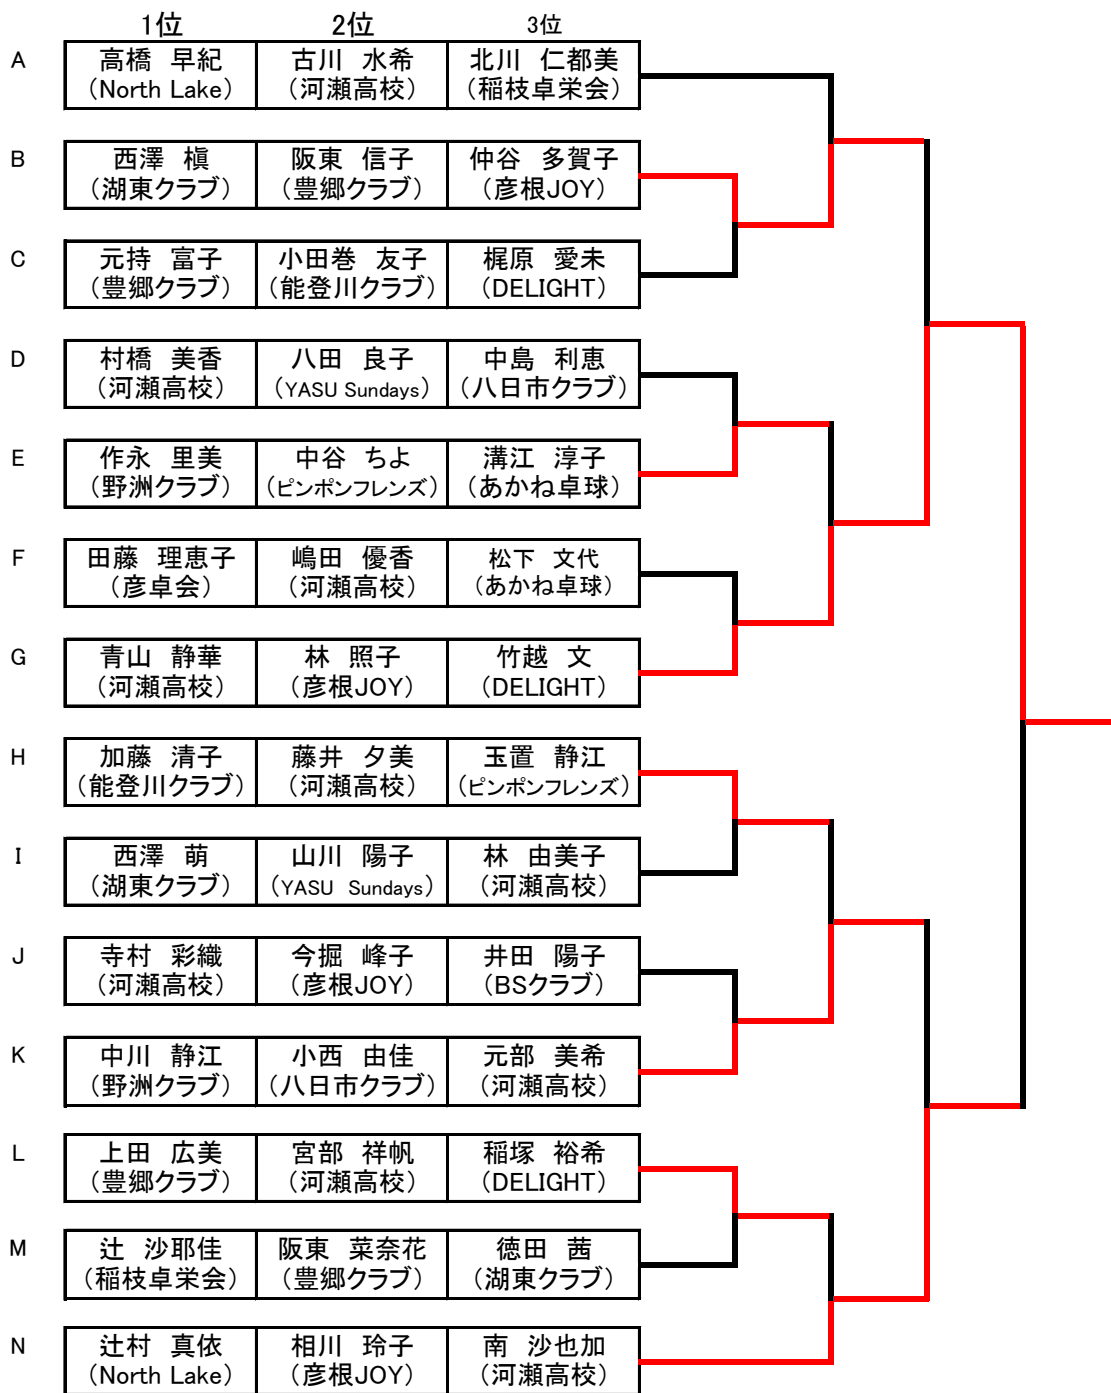 1位 2位 3位
A 高橋 早紀 古川 水希 北川 仁都美
(North Lake) (河瀬高校) (稲枝卓栄会)
B 西澤 槇 阪東 信子 仲谷 多賀子
(湖東クラブ) (豊郷クラブ) (彦根JOY)
C 元持 富子 小田巻 友子 梶原 愛未
(豊郷クラブ) (能登川クラブ) (DELIGHT)
D 村橋 美香 八田 良子 中島 利恵
(河瀬高校) (YASU Sundays) (八日市クラブ)
E 作永 里美 中谷 ちよ 溝江 淳子
(野洲クラブ) (ピンポンフレンズ) (あかね卓球)
F 田藤 理恵子 嶋田 優香 松下 文代
(彦卓会) (河瀬高校) (あかね卓球)
G 青山 静華 林 照子 竹越 文
(河瀬高校) (彦根JOY) (DELIGHT)
H 加藤 清子 藤井 夕美 玉置 静江
(能登川クラブ) (河瀬高校) (ピンポンフレンズ)
I 西澤 萌 山川 陽子 林 由美子
(湖東クラブ) (YASU Sundays) (河瀬高校)
J 寺村 彩織 今掘 峰子 井田 陽子
(河瀬高校) (彦根JOY) (BSクラブ)
K 中川 静江 小西 由佳 元部 美希
(野洲クラブ) (八日市クラブ) (河瀬高校)
L 上田 広美 宮部 祥帆 稲塚 裕希
(豊郷クラブ) (河瀬高校) (DELIGHT)
M 辻 沙耶佳 阪東 菜奈花 徳田 茜
(稲枝卓栄会) (豊郷クラブ) (湖東クラブ)
N 辻村 真依 相川 玲子 南 沙也加
(North Lake) (彦根JOY) (河瀬高校)